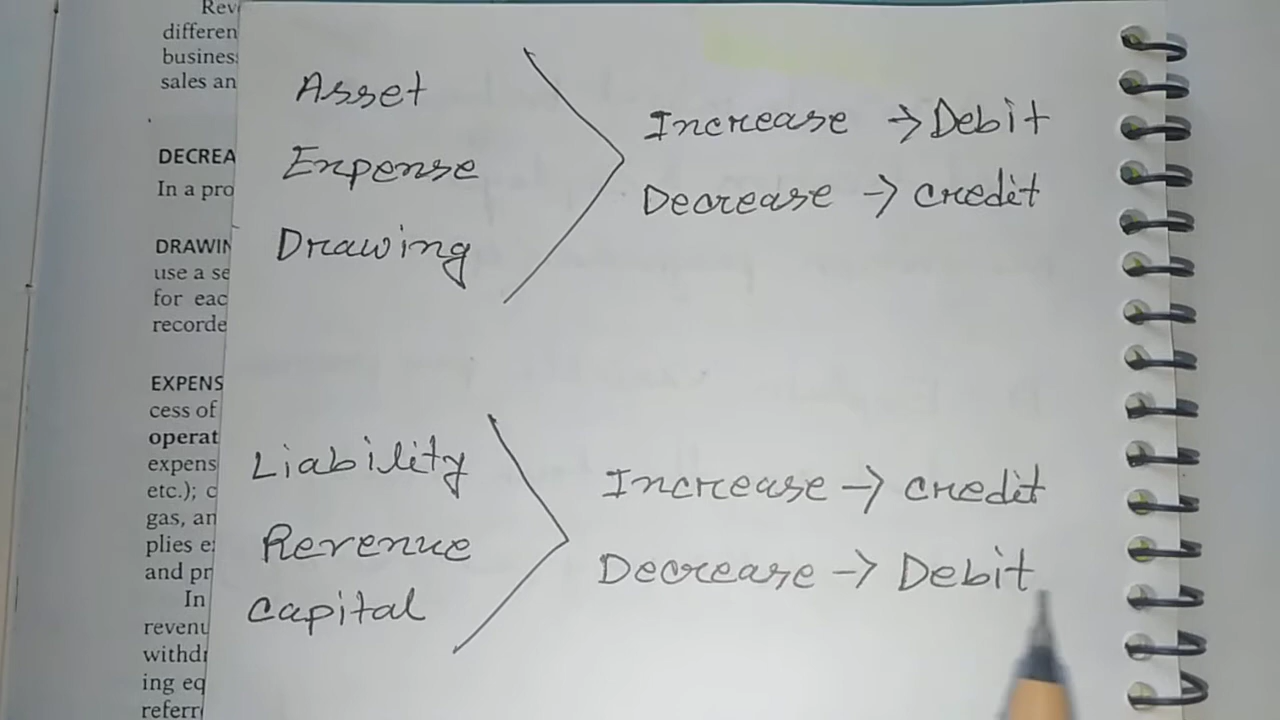 Rev
differen
busines
sales an
DECREA
In a pro
DRAWIN
use a se
for eac
recorde
EXPENS
cess of
operat
expens
etc.); c
gas, an
plies e
and pr
In
revenu
withdr
ing eq
referr
Asset
Expense
Drawing
Increase → Debit
Decrease → credit
Liability
Revenue
capital
Increase → credit
Decrease → Debit